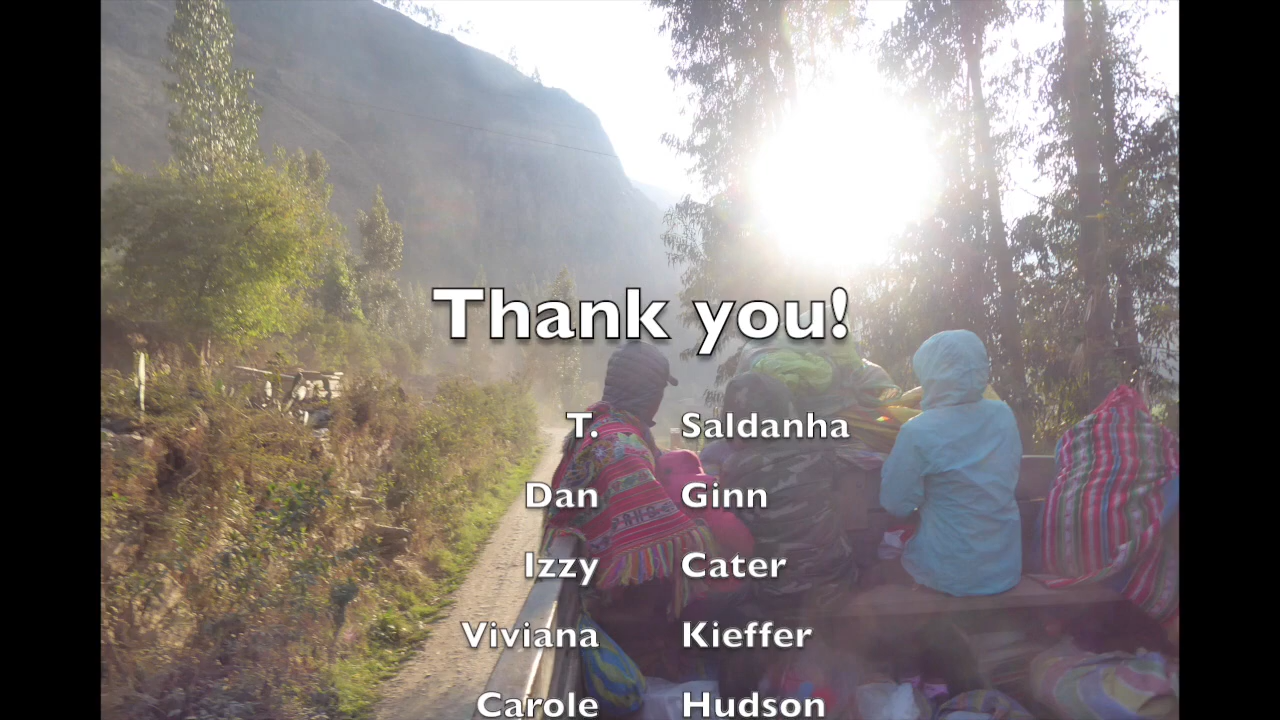 Thank you!
T. Saldanha
Dan Ginn
Izzy Cater
Viviana Kieffer
Carole Hudson